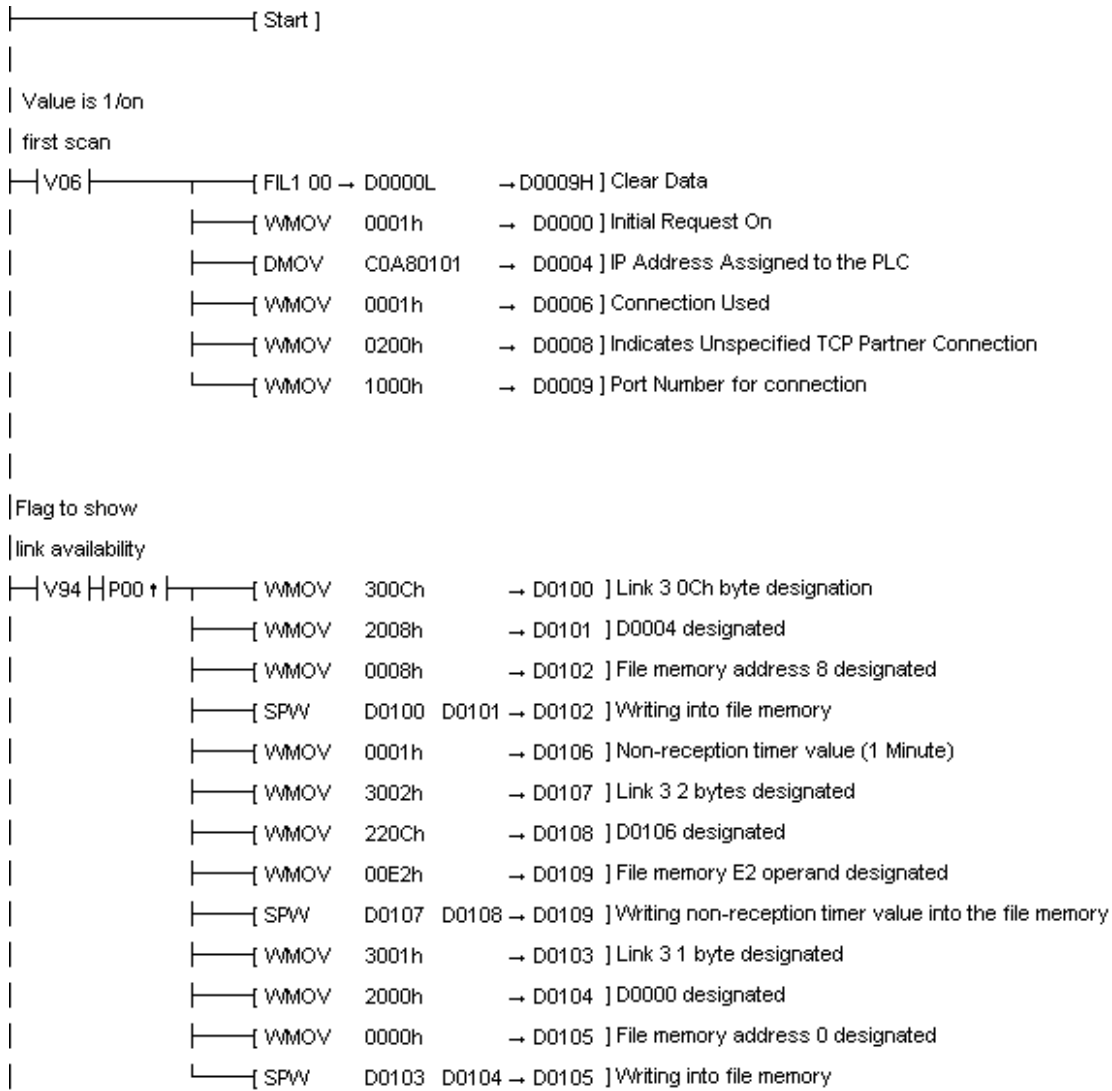 [ Start ]
Value is 1/on
first scan
V06 [ FIL1 00 → D0000L → D0009H ] Clear Data
[ WMOV 0001h → D0000 ] Initial Request On
[ DMOV C0A80101 → D0004 ] IP Address Assigned to the PLC
[ WMOV 0001h → D0006 ] Connection Used
[ WMOV 0200h → D0008 ] Indicates Unspecified TCP Partner Connection
[ WMOV 1000h → D0009 ] Port Number for connection
Flag to show
link availability
V94 P00 ↑ [ WMOV 300Ch → D0100 ] Link 3 0Ch byte designation
[ WMOV 2008h → D0101 ] D0004 designated
[ WMOV 0008h → D0102 ] File memory address 8 designated
[ SPW D0100 D0101 → D0102 ] Writing into file memory
[ WMOV 0001h → D0106 ] Non-reception timer value (1 Minute)
[ WMOV 3002h → D0107 ] Link 3 2 bytes designated
[ WMOV 220Ch → D0108 ] D0106 designated
[ WMOV 00E2h → D0109 ] File memory E2 operand designated
[ SPW D0107 D0108 → D0109 ] Writing non-reception timer value into the file memory
[ WMOV 3001h → D0103 ] Link 3 1 byte designated
[ WMOV 2000h → D0104 ] D0000 designated
[ WMOV 0000h → D0105 ] File memory address 0 designated
[ SPW D0103 D0104 → D0105 ] Writing into file memory